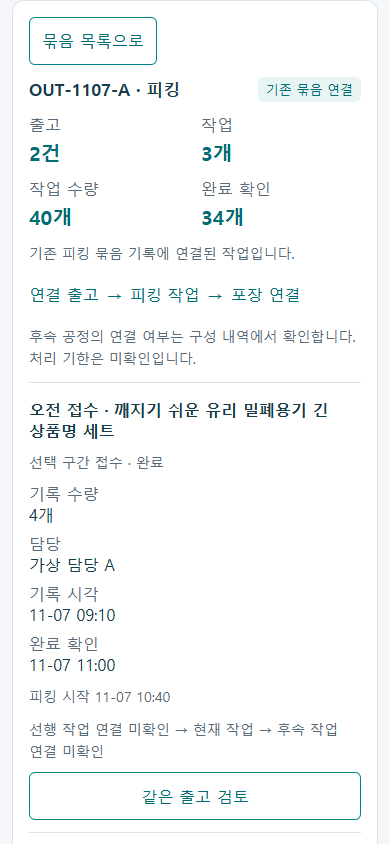 묶음 목록으로
OUT-1107-A · 피킹
기존 묶음 연결
출고 작업
2건 3개
작업 수량 완료 확인
40개 34개
기존 피킹 묶음 기록에 연결된 작업입니다.
연결 출고 → 피킹 작업 → 포장 연결
후속 공정의 연결 여부는 구성 내역에서 확인합니다.
처리 기한은 미확인입니다.
오전 접수 · 깨지기 쉬운 유리 밀폐용기 긴
상품명 세트
선택 구간 접수 · 완료
기록 수량
4개
담당
가상 담당 A
기록 시각
11-07 09:10
완료 확인
11-07 11:00
피킹 시작 11-07 10:40
선행 작업 연결 미확인 → 현재 작업 → 후속 작업
연결 미확인
같은 출고 검토